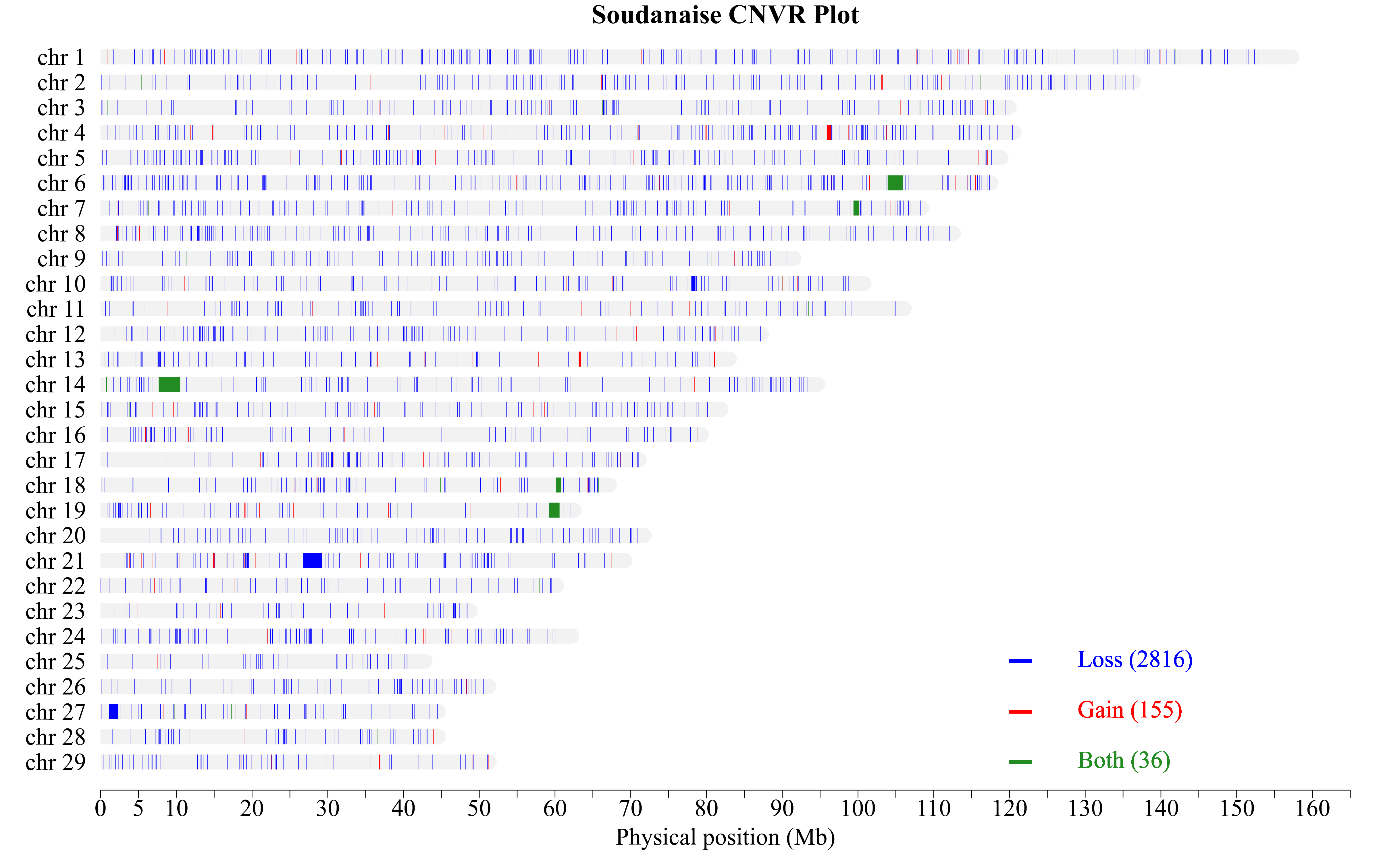 Soudanaise CNVR Plot
chr 1
chr 2
chr 3
chr 4
chr 5
chr 6
chr 7
chr 8
chr 9
chr 10
chr 11
chr 12
chr 13
chr 14
chr 15
chr 16
chr 17
chr 18
chr 19
chr 20
chr 21
chr 22
chr 23
chr 24
chr 25
chr 26
chr 27
chr 28
chr 29
Loss (2816)
Gain (155)
Both (36)
0 5 10 20 30 40 50 60 70 80 90 100 110 120 130 140 150 160
Physical position (Mb)